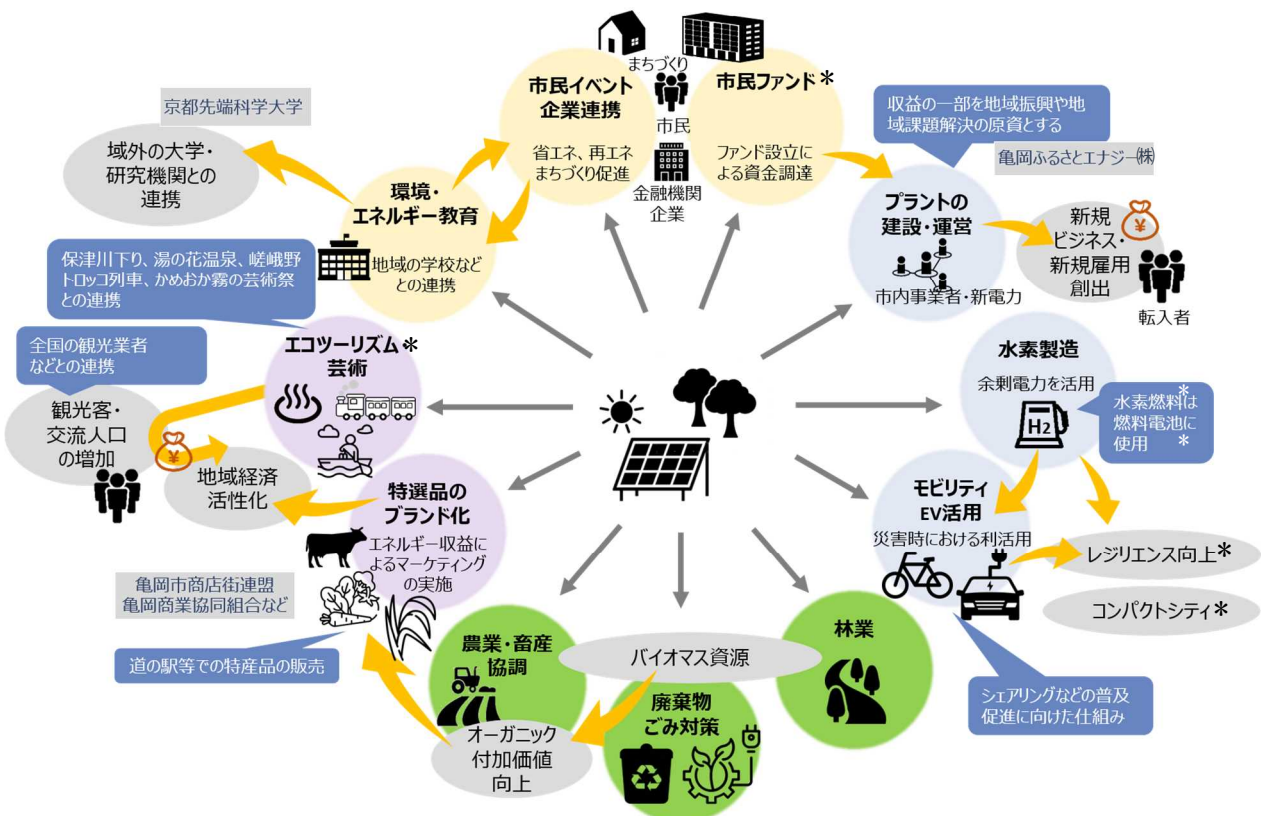 まちづくり
市民
金融機関
企業
市民イベント
企業連携
省エネ、再エネ
まちづくり促進
市民ファンド*
ファンド設立に
よる資金調達
収益の一部を地域振興や地
域課題解決の原資とする
亀岡ふるさとエナジー㈱
プラントの
建設・運営
市内事業者・新電力
新規
ビジネス・
新規雇用
創出
¥
転入者
水素製造
余剰電力を活用
H2
水素燃料*は
燃料電池に
使用 *
モビリティ
EV活用
災害時における利活用
レジリエンス向上*
コンパクトシティ*
シェアリングなどの普及
促進に向けた仕組み
林業
バイオマス資源
廃棄物
ごみ対策
農業・畜産
協調
オーガニック
付加価値
向上
特選品の
ブランド化
エネルギー収益に
よるマーケティング
の実施
亀岡市商店街連盟
亀岡商業協同組合など
道の駅等での特産品の販売
地域経済
活性化
エコツーリズム*
芸術
保津川下り、湯の花温泉、嵯峨野
トロッコ列車、かめおか霧の芸術祭
との連携
全国の観光業者
などとの連携
観光客・
交流人口
の増加
¥
環境・
エネルギー教育
地域の学校など
との連携
京都先端科学大学
域外の大学・
研究機関との
連携